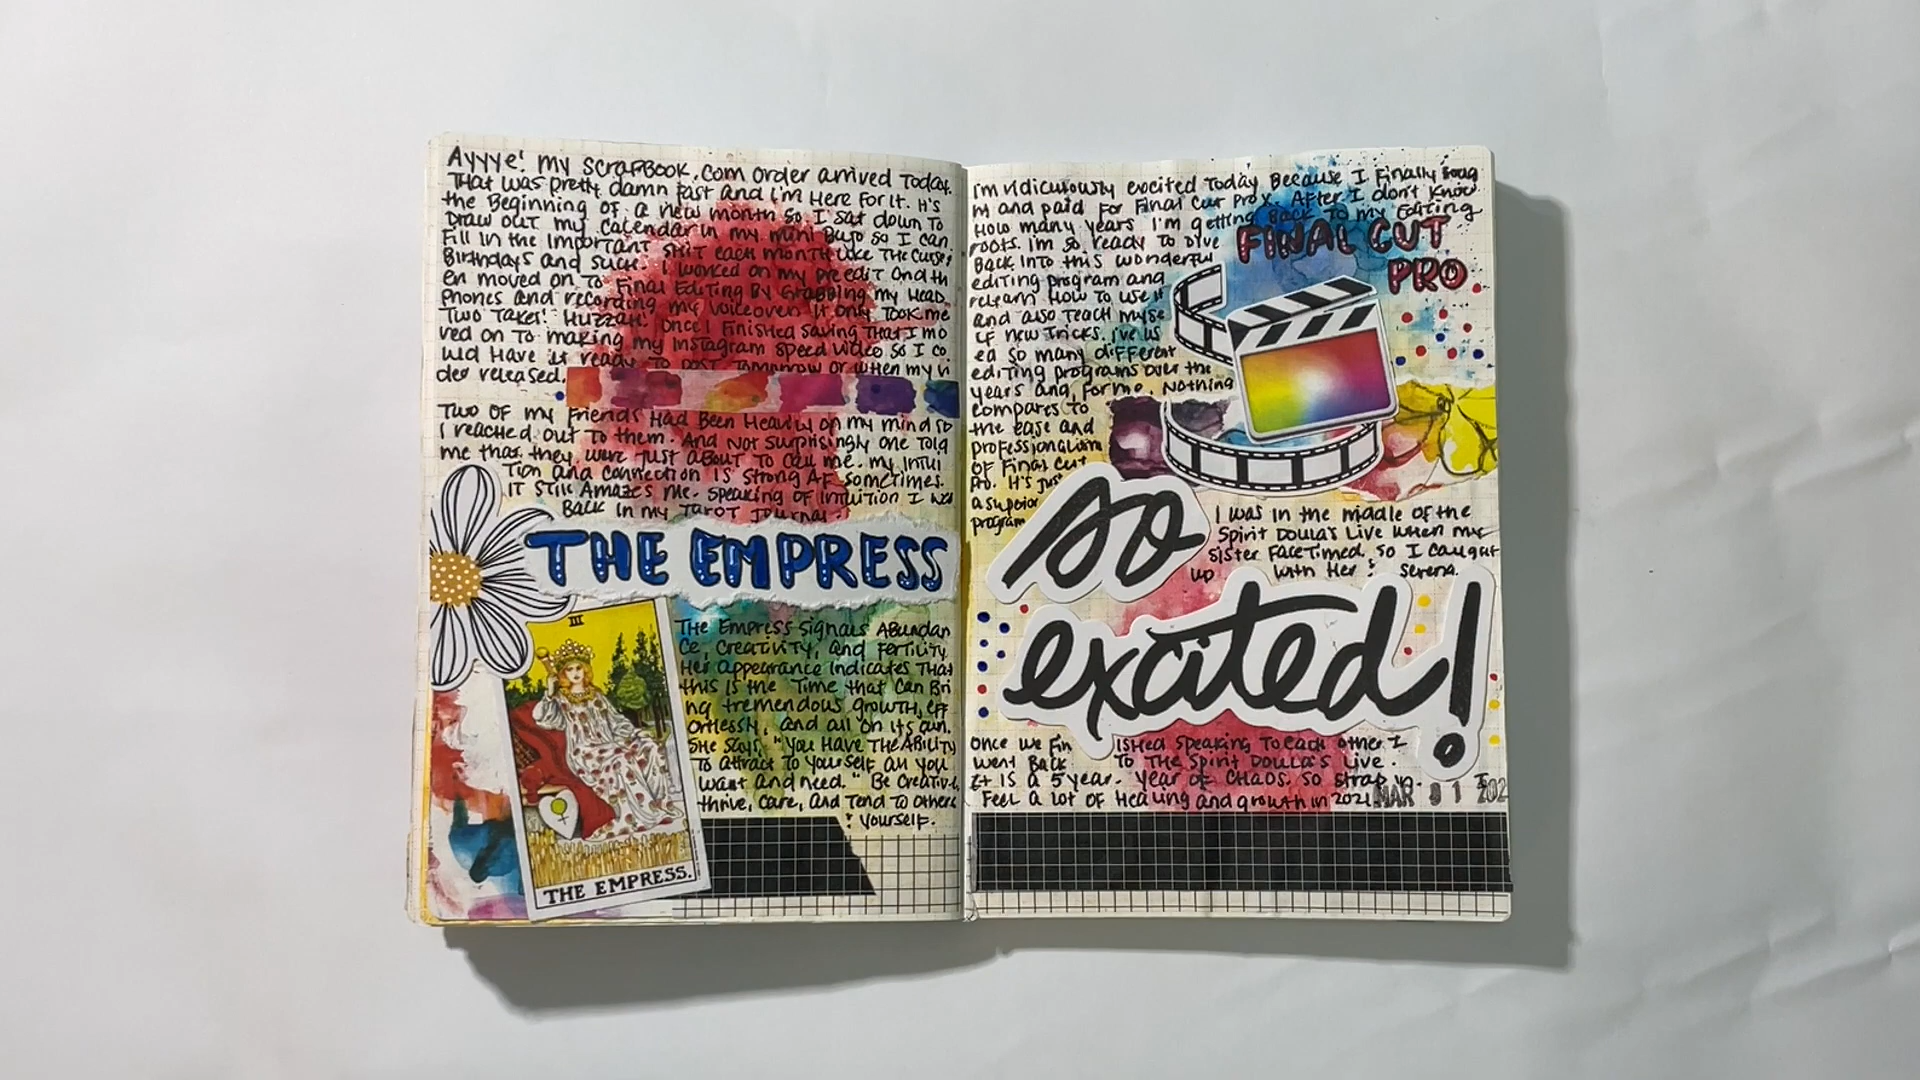 Ayyye! My scrapbook.com order arrived today.
That was pretty damn fast and I'm here for it. It's
the beginning of a new month so I sat down to
draw out my calendar in my mini bujo so I can
fill in the important shit each month like the curse,
birthdays and such. I worked on my pre edit and th
en moved on to final editing by grabbing my head
phones and recording my voiceover. It only took me
two takes! Huzzah! Once I finished saving that I mo
ved on to making my Instagram speed video so I co
uld have it ready to post tomorrow or when my vi
deo released.
Two of my friends had been heavily on my mind so
I reached out to them. And not surprisingly one told
me that they were just about to call me. My intui
tion and connection is strong AF sometimes.
It still amazes me. Speaking of intuition I was
back in my tarot journal.
THE EMPRESS
III
THE EMPRESS.
The Empress signals abundan
ce, creativity, and fertility.
Her appearance indicates that
this is the time that can bri
ng tremendous growth, eff
ortlessly, and all on its own.
She says, "You have the ability
to attract to yourself all you
want and need." Be creative,
thrive, care, and tend to others
& yourself.
I'm ridiculously excited today because I finally boug
ht and paid for Final Cut Pro X. After I don't know
how many years I'm getting back to my editing
roots. I'm so ready to dive
back into this wonderful
editing program and
relearn how to use it
and also teach myse
lf new tricks. I've us
ed so many different
editing programs over the
years and for me, nothing
compares to
the ease and
professionalism
of Final Cut
Pro. It's just
a superior
program
FINAL CUT
PRO
so
excited!
I was in the middle of the
Spirit Doula's Live when my
sister FaceTimed. So I caught
up with her & Serena.
Once we fin ished speaking to each other I
went back to the Spirit Doula's Live.
It is a 5 year. Year of chaos. So strap in. I
feel a lot of healing and growth in 2021.
MAR 01 202